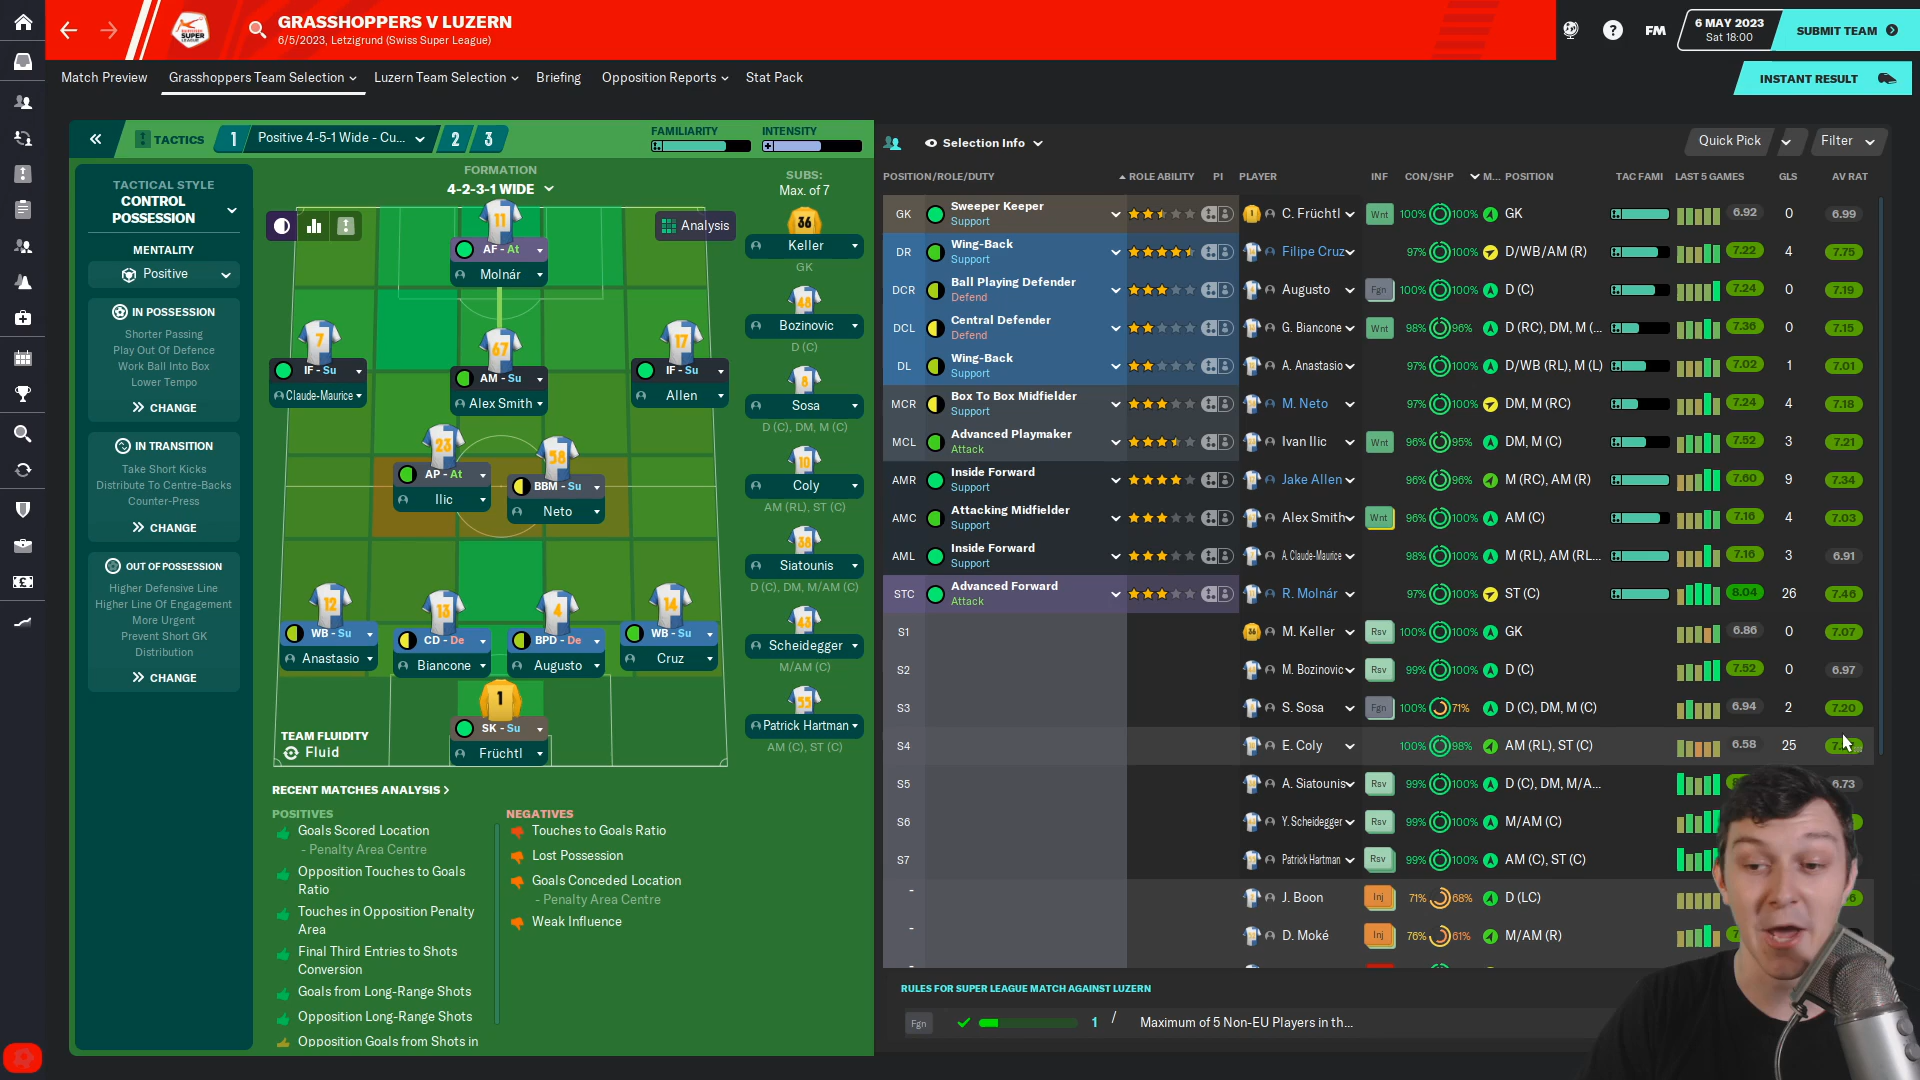 GRASSHOPPERS V LUZERN
6/5/2023, Letzigrund (Swiss Super League)
FM
6 MAY 2023
Sat 18:00
SUBMIT TEAM
Match Preview
Grasshoppers Team Selection
Luzern Team Selection
Briefing
Opposition Reports
Stat Pack
INSTANT RESULT
TACTICS
1
Positive 4-5-1 Wide - Cu...
2
3
FAMILIARITY
INTENSITY
TACTICAL STYLE
CONTROL
POSSESSION
MENTALITY
Positive
IN POSSESSION
Shorter Passing
Play Out Of Defence
Work Ball Into Box
Lower Tempo
CHANGE
IN TRANSITION
Take Short Kicks
Distribute To Centre-Backs
Counter-Press
CHANGE
OUT OF POSSESSION
Higher Defensive Line
Higher Line Of Engagement
More Urgent
Prevent Short GK
Distribution
CHANGE
FORMATION
4-2-3-1 WIDE
Analysis
11
AF - At
Molnár
7
IF - Su
Claude-Maurice
67
AM - Su
Alex Smith
17
IF - Su
Allen
23
AP - At
Ilic
58
BBM - Su
Neto
12
WB - Su
Anastasio
13
CD - De
Biancone
4
BPD - De
Augusto
14
WB - Su
Cruz
1
SK - Su
Früchtl
TEAM FLUIDITY
Fluid
SUBS:
Max. of 7
36
Keller
GK
48
Bozinovic
D (C)
8
Sosa
D (C), DM, M (C)
10
Coly
AM (RL), ST (C)
38
Siatounis
D (C), DM, M/AM (C)
43
Scheidegger
M/AM (C)
55
Patrick Hartman
AM (C), ST (C)
RECENT MATCHES ANALYSIS
POSITIVES
Goals Scored Location
- Penalty Area Centre
Opposition Touches to Goals
Ratio
Touches in Opposition Penalty
Area
Final Third Entries to Shots
Conversion
Goals from Long-Range Shots
Opposition Long-Range Shots
Opposition Goals from Shots in
NEGATIVES
Touches to Goals Ratio
Lost Possession
Goals Conceded Location
- Penalty Area Centre
Weak Influence
Selection Info
Quick Pick
Filter
POSITION/ROLE/DUTY ROLE ABILITY PI PLAYER INF CON/SHP M... POSITION TAC FAMI LAST 5 GAMES GLS AV RAT
GK Sweeper Keeper Support C. Früchtl Wnt 100% 100% GK 6.92 0 6.99
DR Wing-Back Support Filipe Cruz 97% 100% D/WB/AM (R) 7.22 4 7.75
DCR Ball Playing Defender Defend Augusto Fgn 100% 100% D (C) 7.24 0 7.19
DCL Central Defender Defend G. Biancone Wnt 98% 96% D (RC), DM, M (... 7.36 0 7.15
DL Wing-Back Support A. Anastasio 97% 100% D/WB (RL), M (L) 7.02 1 7.01
MCR Box To Box Midfielder Support M. Neto 97% 100% DM, M (RC) 7.24 4 7.18
MCL Advanced Playmaker Attack Ivan Ilic Wnt 96% 95% DM, M (C) 7.52 3 7.21
AMR Inside Forward Support Jake Allen 96% 96% M (RC), AM (R) 7.60 9 7.34
AMC Attacking Midfielder Support Alex Smith Wnt 96% 100% AM (C) 7.16 4 7.03
AML Inside Forward Support A. Claude-Maurice 98% 100% M (RL), AM (RL... 7.16 3 6.91
STC Advanced Forward Attack R. Molnár 97% 100% ST (C) 8.04 26 7.46
S1 M. Keller Rsv 100% 100% GK 6.86 0 7.07
S2 M. Bozinovic Rsv 99% 100% D (C) 7.52 0 6.97
S3 S. Sosa Fgn 100% 71% D (C), DM, M (C) 6.94 2 7.20
S4 E. Coly 100% 98% AM (RL), ST (C) 6.58 25
S5 A. Siatounis Rsv 99% 100% D (C), DM, M/A... 6.73
S6 Y. Scheidegger Rsv 99% 100% M/AM (C)
S7 Patrick Hartman Rsv 99% 100% AM (C), ST (C)
- J. Boon Inj 71% 68% D (LC)
- D. Moké Inj 76% 61% M/AM (R)
RULES FOR SUPER LEAGUE MATCH AGAINST LUZERN
Fgn 1 / Maximum of 5 Non-EU Players in th...